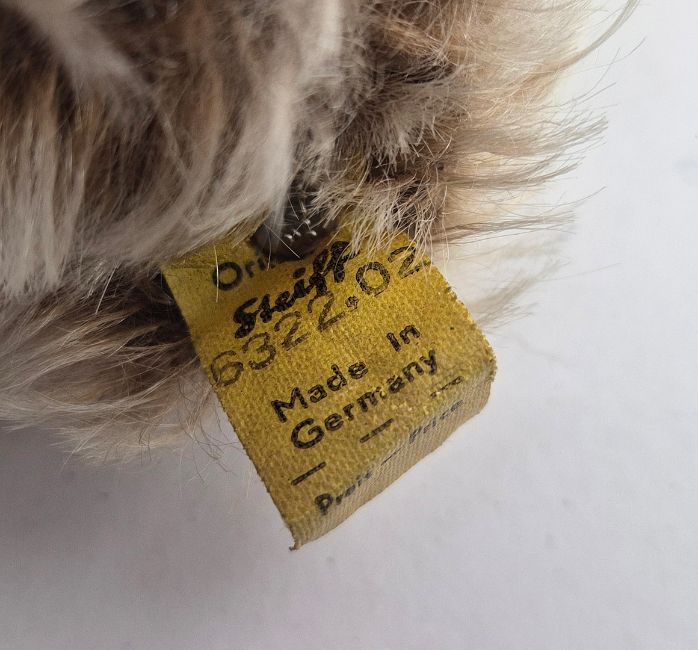 Steiff
6322,02
Made in
Germany
— — —
Preis — Price